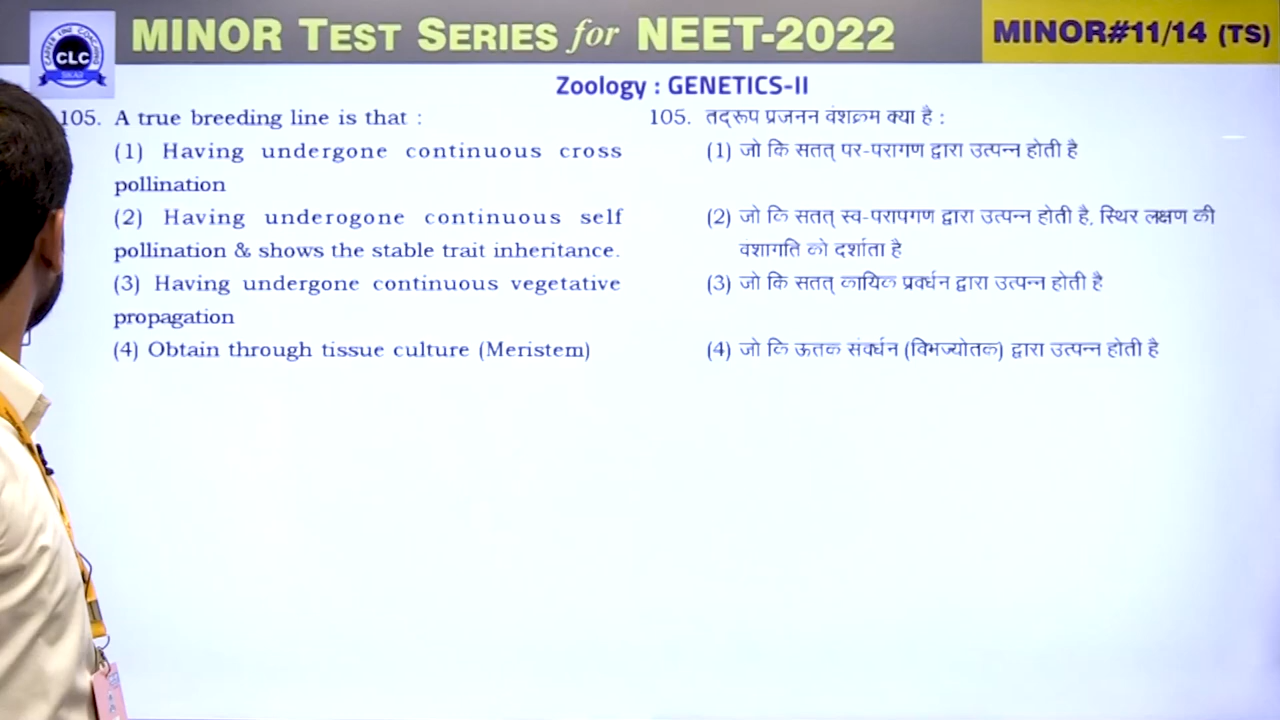 MINOR TEST SERIES for NEET-2022
MINOR#11/14 (TS)
CAREER LINE COACHING
CLC
SIKAR
Zoology : GENETICS-II
105. A true breeding line is that :
(1) Having undergone continuous cross
pollination
(2) Having underogone continuous self
pollination & shows the stable trait inheritance.
(3) Having undergone continuous vegetative
propagation
(4) Obtain through tissue culture (Meristem)
105. तद्रूप प्रजनन वंशक्रम क्या है :
(1) जो कि सतत् पर-परागण द्वारा उत्पन्न होती है
(2) जो कि सतत् स्व-परापगण द्वारा उत्पन्न होती है, स्थिर लक्षण की
वंशागति को दर्शाता है
(3) जो कि सतत् कायिक प्रवर्धन द्वारा उत्पन्न होती है
(4) जो कि ऊतक संवर्धन (विभज्योतक) द्वारा उत्पन्न होती है